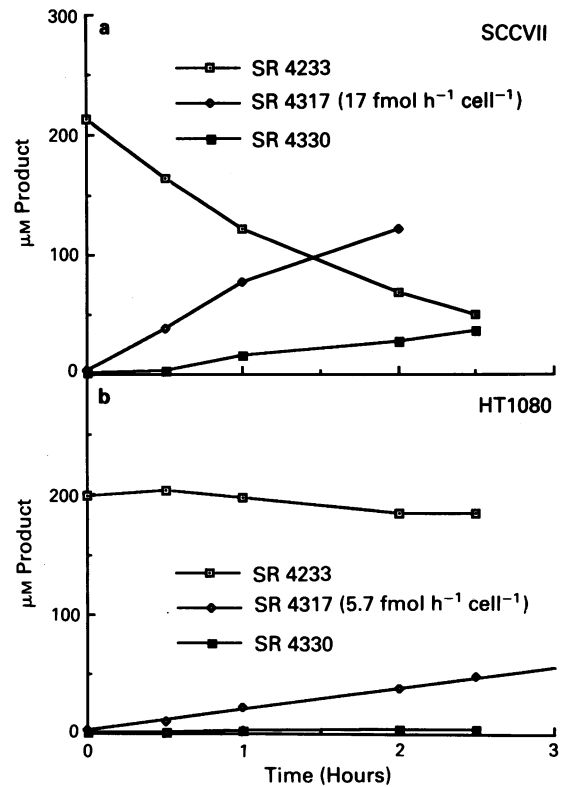 300
a
SCCVII
SR 4233
SR 4317 (17 fmol h⁻¹ cell⁻¹)
SR 4330
200
100
0
μM Product
b
HT1080
200
SR 4233
SR 4317 (5.7 fmol h⁻¹ cell⁻¹)
SR 4330
100
0
μM Product
0 1 2 3
Time (Hours)